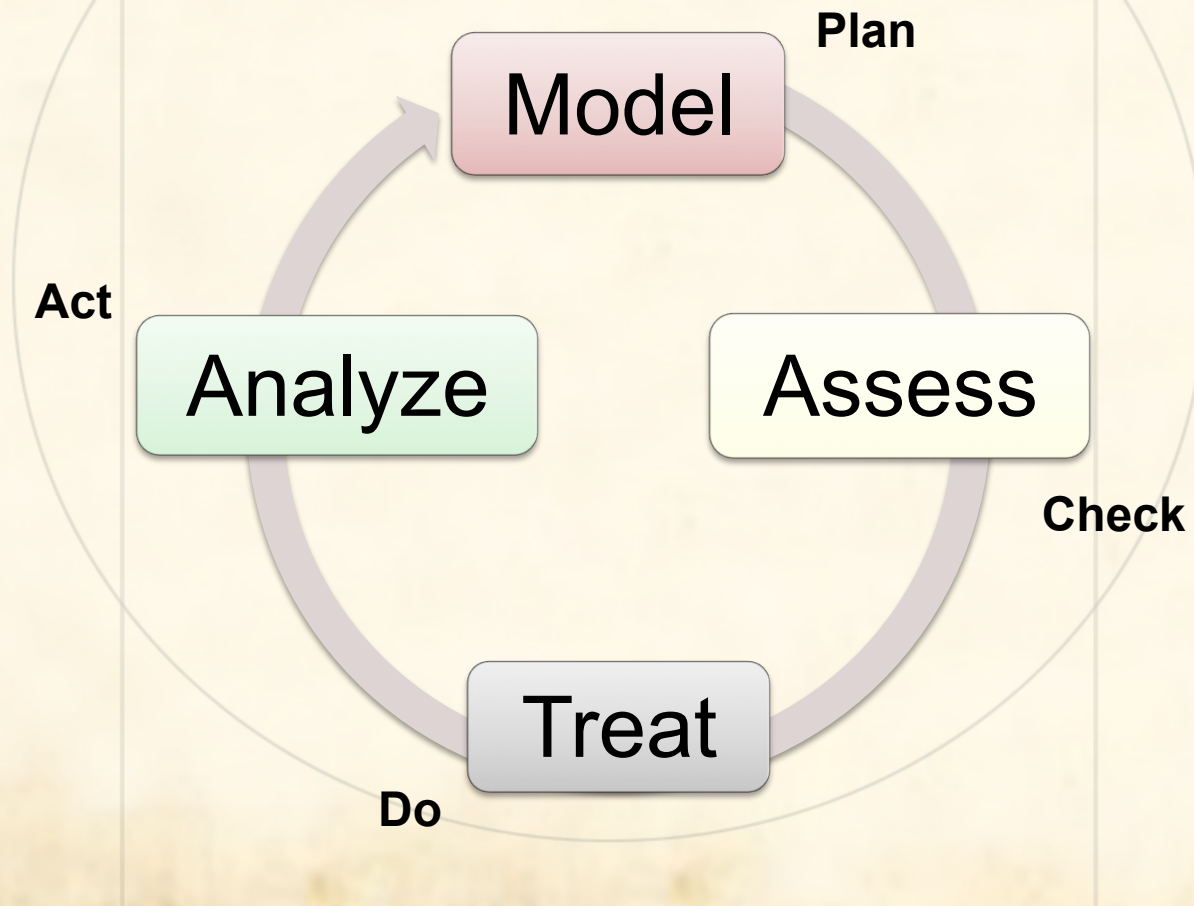 Plan
Model
Act
Analyze
Assess
Check
Treat
Do